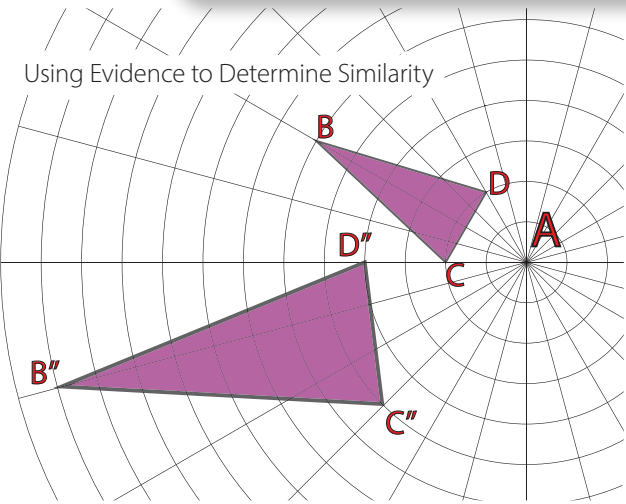 Using Evidence to Determine Similarity
B
D
A
D″
C
B″
C″